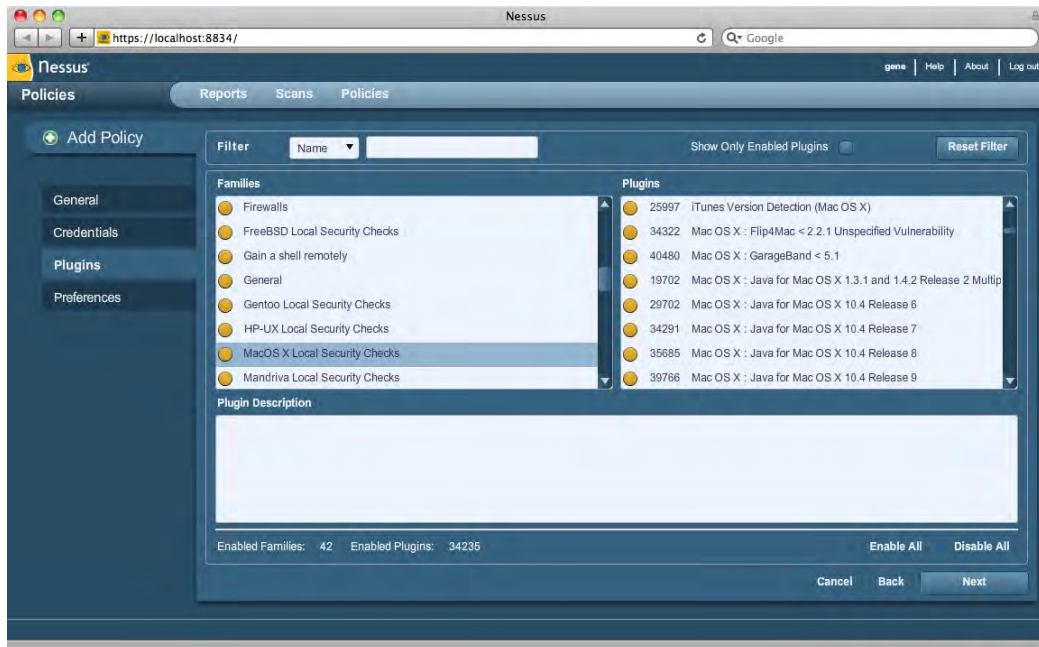 Nessus
https://localhost:8834/
Google
Nessus
gene | Help | About | Log out
Policies
Reports Scans Policies
Add Policy
General
Credentials
Plugins
Preferences
Filter Name Show Only Enabled Plugins Reset Filter
Families
Firewalls
FreeBSD Local Security Checks
Gain a shell remotely
General
Gentoo Local Security Checks
HP-UX Local Security Checks
MacOS X Local Security Checks
Mandriva Local Security Checks
Plugins
25997 iTunes Version Detection (Mac OS X)
34322 Mac OS X : Flip4Mac < 2.2.1 Unspecified Vulnerability
40480 Mac OS X : GarageBand < 5.1
19702 Mac OS X : Java for Mac OS X 1.3.1 and 1.4.2 Release 2 Multip
29702 Mac OS X : Java for Mac OS X 10.4 Release 6
34291 Mac OS X : Java for Mac OS X 10.4 Release 7
35685 Mac OS X : Java for Mac OS X 10.4 Release 8
39766 Mac OS X : Java for Mac OS X 10.4 Release 9
Plugin Description
Enabled Families: 42 Enabled Plugins: 34235
Enable All Disable All
Cancel Back Next